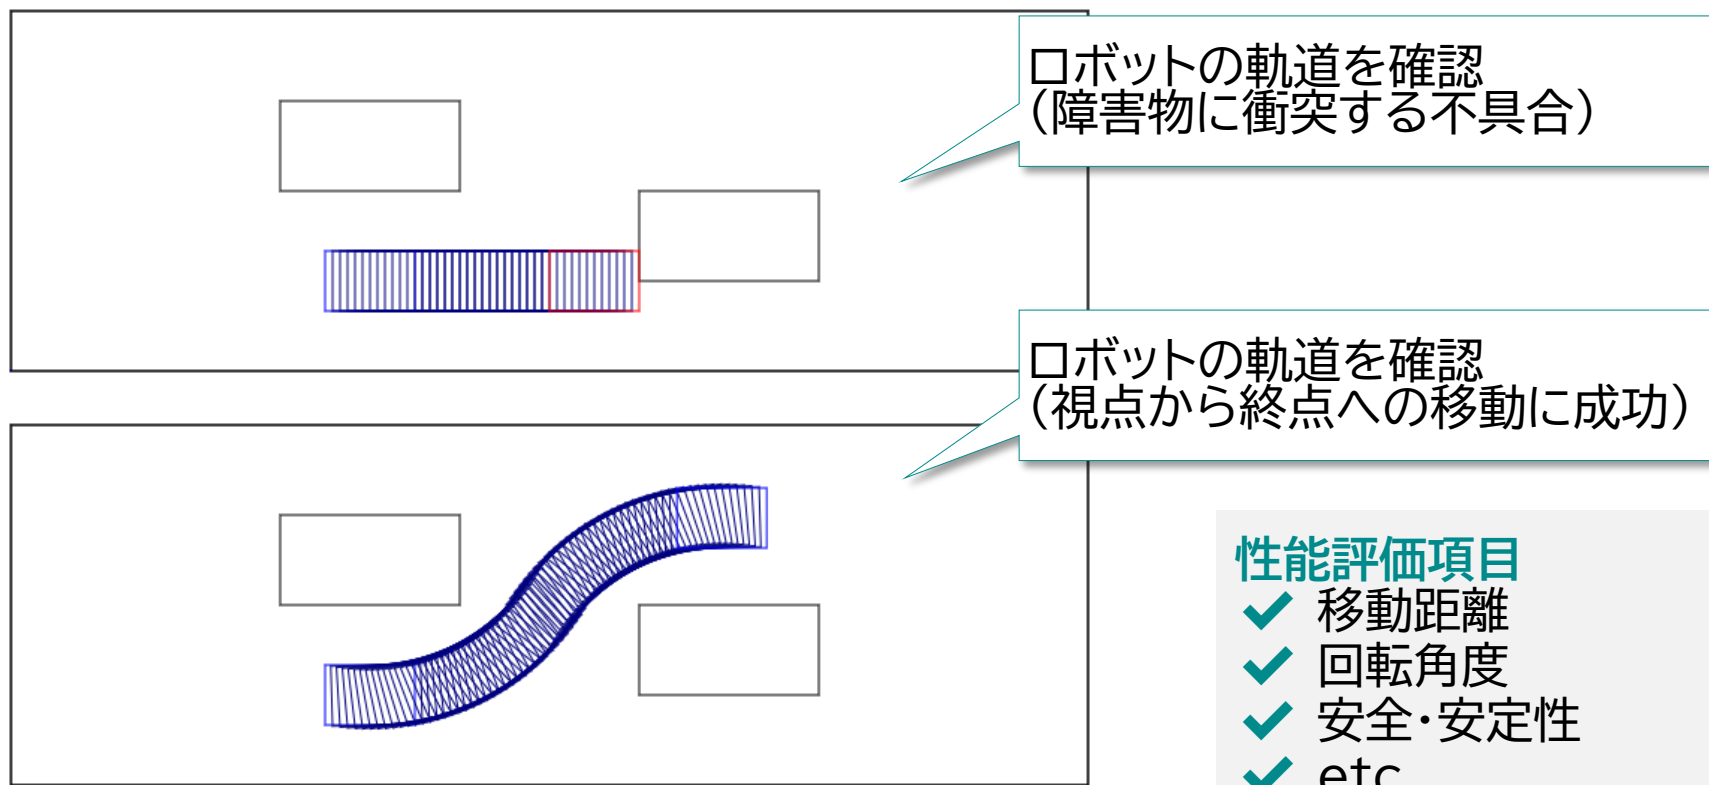 ロボットの軌道を確認
（障害物に衝突する不具合）
ロボットの軌道を確認
（視点から終点への移動に成功）
性能評価項目
移動距離
回転角度
安全・安定性
etc